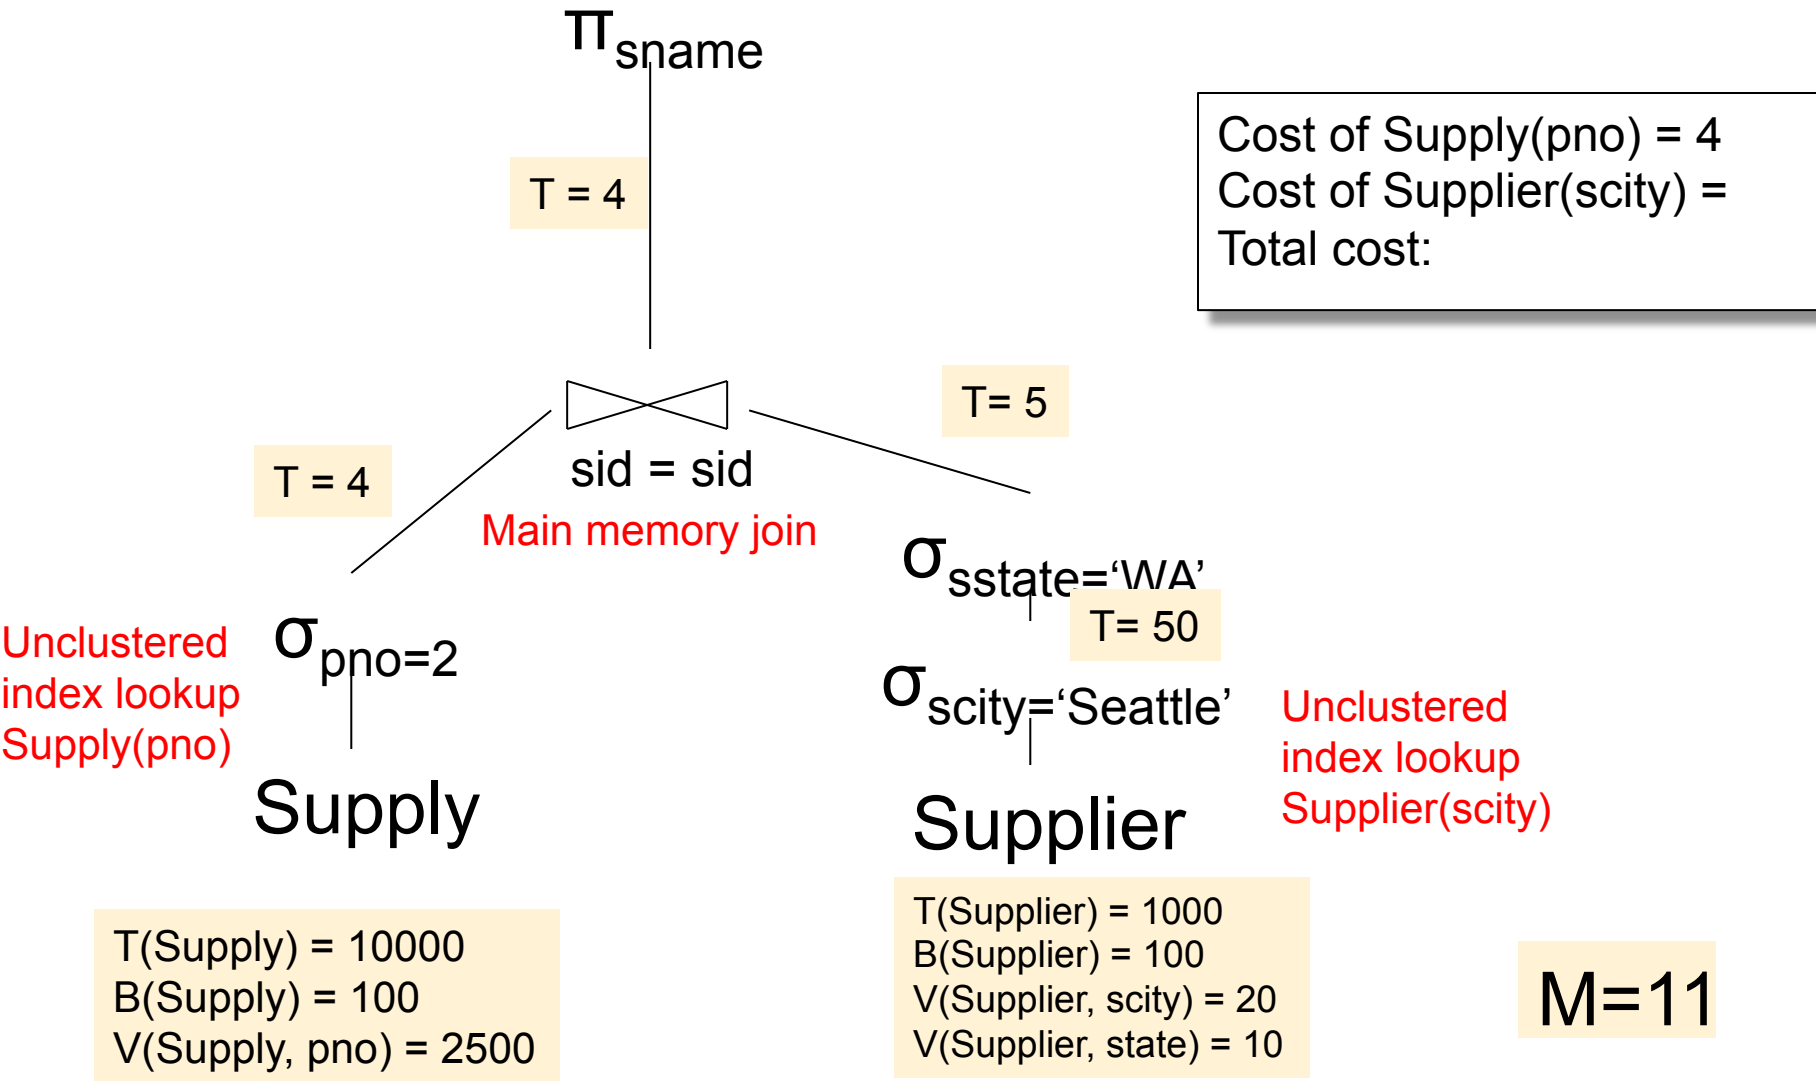 πsname
Cost of Supply(pno) = 4
Cost of Supplier(scity) =
Total cost:
T = 4
T= 5
T = 4
sid = sid
Main memory join
σsstate=‘WA’
T= 50
Unclustered
index lookup
Supply(pno)
σpno=2
σscity=‘Seattle’
Unclustered
index lookup
Supplier(scity)
Supply
Supplier
T(Supply) = 10000
B(Supply) = 100
V(Supply, pno) = 2500
T(Supplier) = 1000
B(Supplier) = 100
V(Supplier, scity) = 20
V(Supplier, state) = 10
M=11